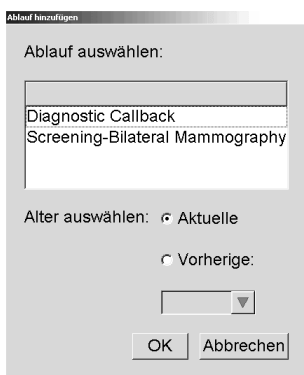 Ablauf hinzufügen
Ablauf auswählen:
Diagnostic Callback
Screening-Bilateral Mammography
Alter auswählen: Aktuelle
Vorherige:
OK Abbrechen